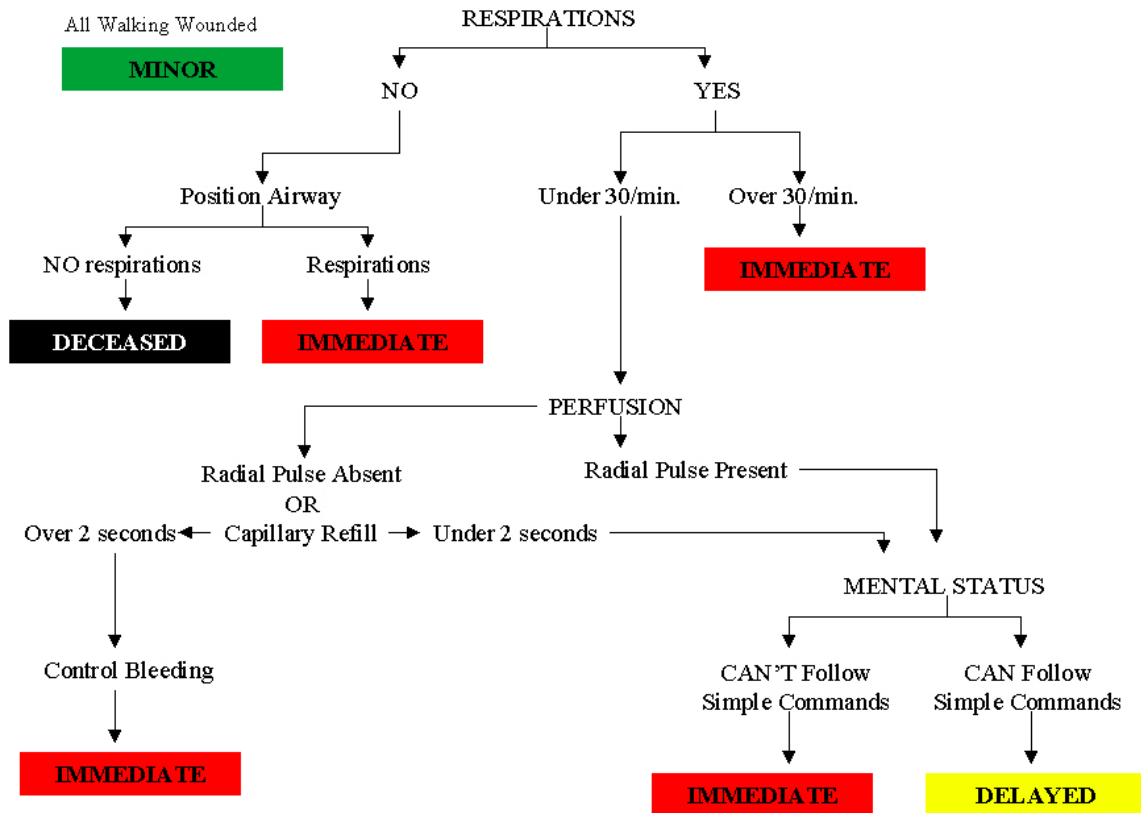 All Walking Wounded
MINOR
RESPIRATIONS
NO
YES
Position Airway
Under 30/min.
Over 30/min.
NO respirations
Respirations
IMMEDIATE
DECEASED
IMMEDIATE
PERFUSION
Radial Pulse Absent
OR
Radial Pulse Present
Over 2 seconds
Capillary Refill
Under 2 seconds
MENTAL STATUS
Control Bleeding
CAN’T Follow
Simple Commands
CAN Follow
Simple Commands
IMMEDIATE
IMMEDIATE
DELAYED